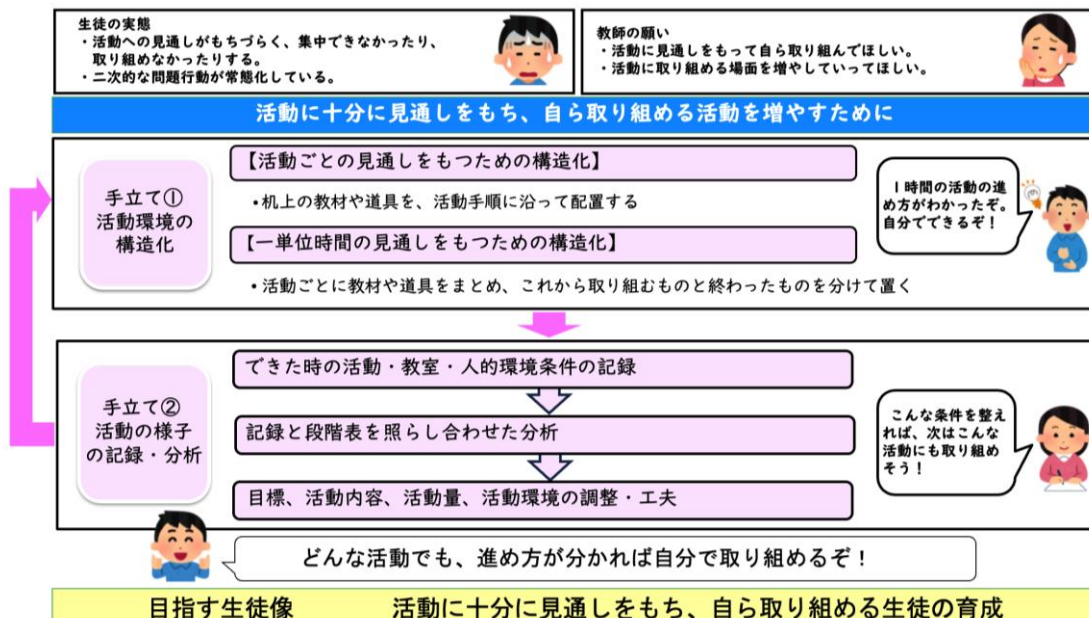 生徒の実態
・活動への見通しがもちづらく、集中できなかったり、
取り組めなかったりする。
・二次的な問題行動が常態化している。
教師の願い
・活動に見通しをもって自ら取り組んでほしい。
・活動に取り組める場面を増やしていってほしい。
活動に十分に見通しをもち、自ら取り組める活動を増やすために
手立て①
活動環境の
構造化
【活動ごとの見通しをもつための構造化】
•机上の教材や道具を、活動手順に沿って配置する
【一単位時間の見通しをもつための構造化】
•活動ごとに教材や道具をまとめ、これから取り組むものと終わったものを分けて置く
1時間の活動の進
め方がわかったぞ。
自分でできるぞ！
手立て②
活動の様子
の記録・分析
できた時の活動・教室・人的環境条件の記録
記録と段階表を照らし合わせた分析
目標、活動内容、活動量、活動環境の調整・工夫
こんな条件を整え
れば、次はこんな
活動にも取り組め
そう！
どんな活動でも、進め方が分かれば自分で取り組めるぞ！
目指す生徒像 活動に十分に見通しをもち、自ら取り組める生徒の育成